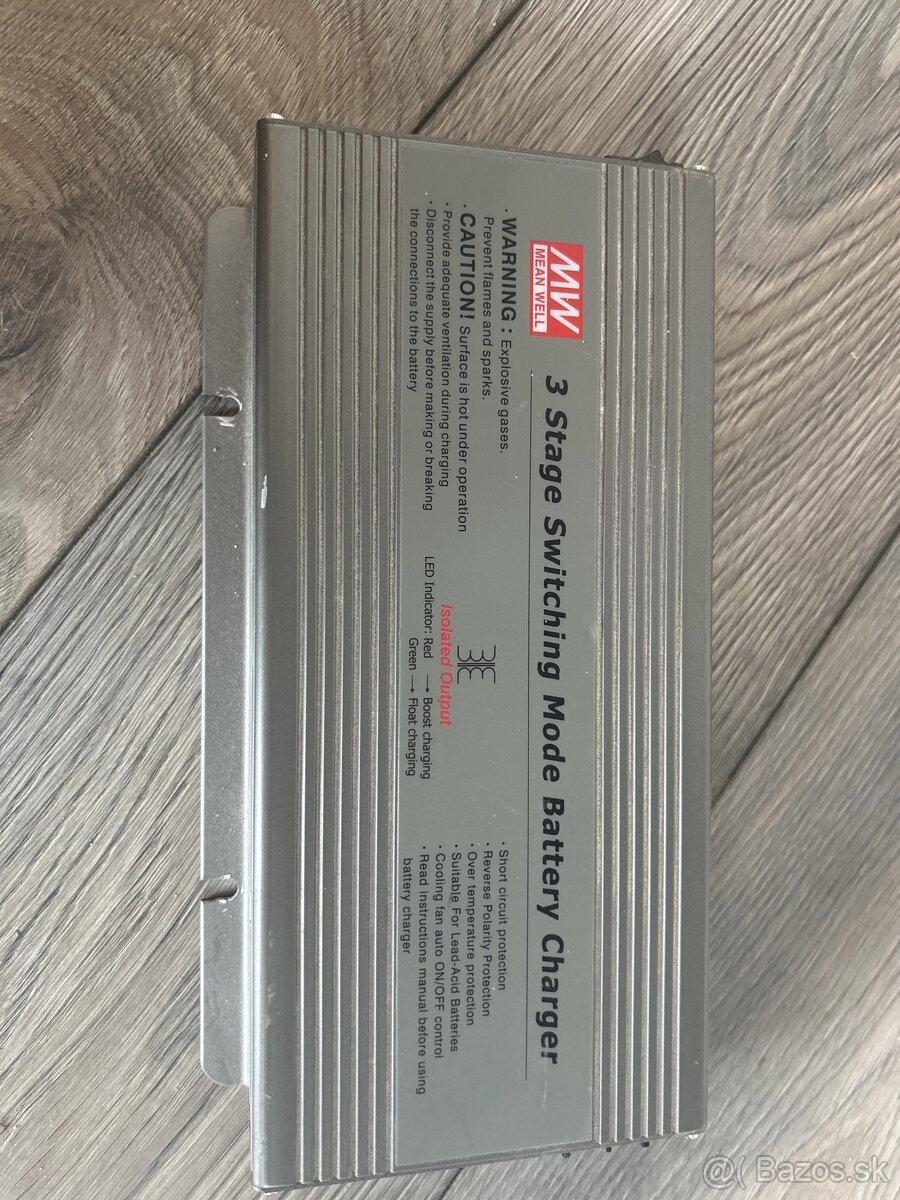 MW
MEAN WELL
3 Stage Switching Mode Battery Charger
· WARNING : Explosive gases.
Prevent flames and sparks.
· CAUTION! Surface is hot under operation
· Provide adequate ventilation during charging
· Disconnect the supply before making or breaking
the connections to the battery
Isolated Output
LED Indicator: Red → Boost charging
Green → Float charging
· Short circuit protection
· Reverse Polarity Protection
· Over temperature protection
· Suitable For Lead-Acid Batteries
· Cooling fan auto ON/OFF control
· Read instructions manual before using
battery charger
@( Bazos.sk